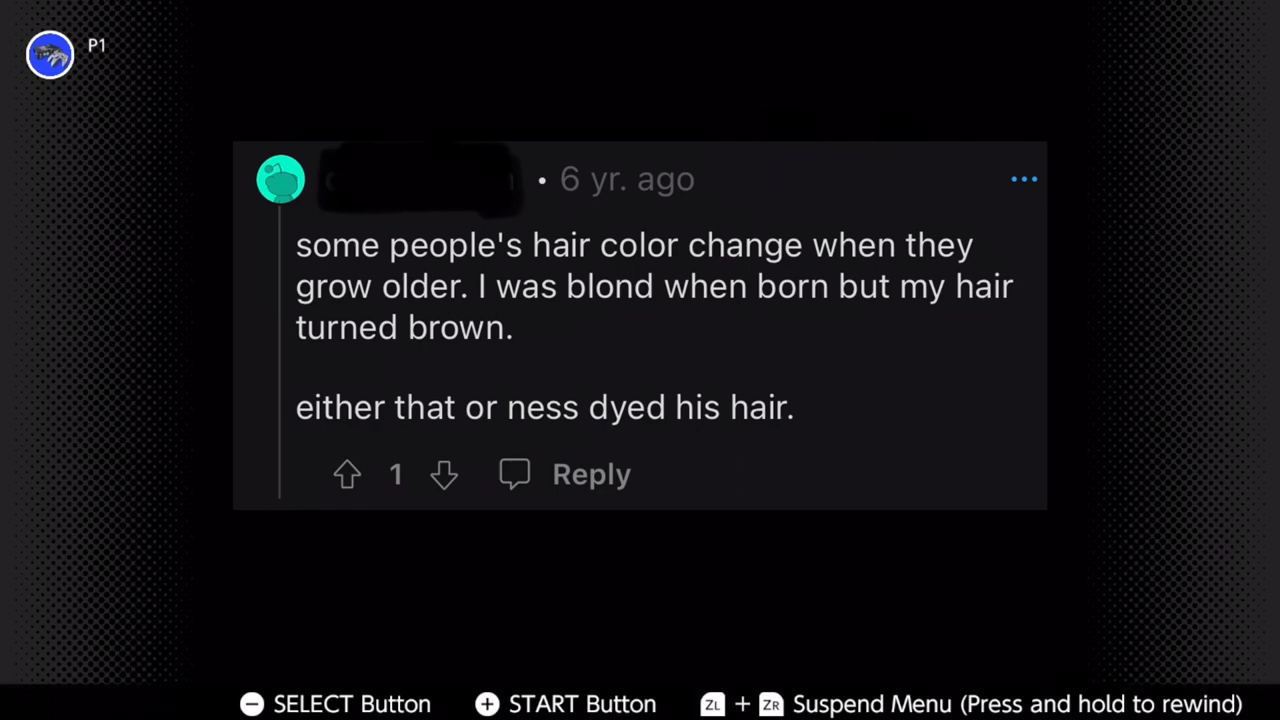 P1
• 6 yr. ago
some people's hair color change when they
grow older. I was blond when born but my hair
turned brown.
either that or ness dyed his hair.
1 Reply
SELECT Button START Button ZL + ZR Suspend Menu (Press and hold to rewind)